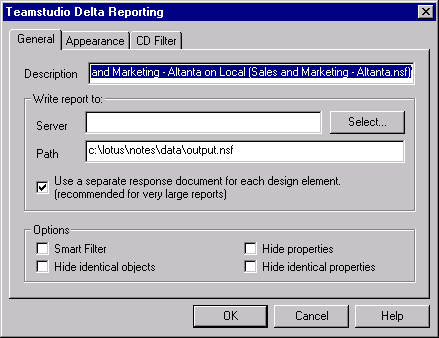 Teamstudio Delta Reporting
General Appearance CD Filter
Description and Marketing - Altanta on Local (Sales and Marketing - Altanta.nsf)
Write report to:
Server Select...
Path c:\lotus\notes\data\output.nsf
Use a separate response document for each design element.
(recommended for very large reports)
Options
Smart Filter Hide properties
Hide identical objects Hide identical properties
OK Cancel Help